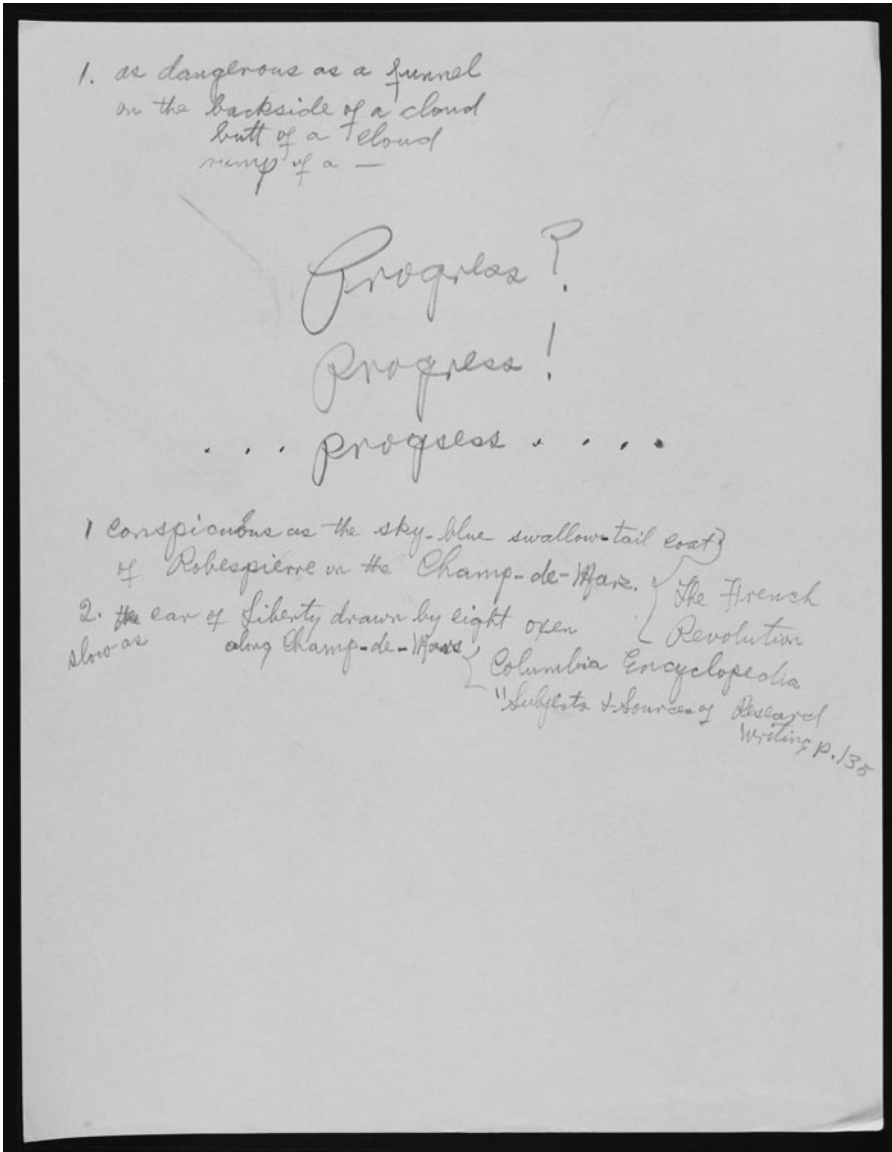 1. as dangerous as a funnel
on the backside of a cloud
butt of a cloud
rump of a —
Progress?
Progress!
... progress ....
1 Conspicuous as the sky-blue swallow-tail coat
of Robespierre on the Champ-de-Marz.
The French
Revolution
2. the car of Liberty drawn by eight oxen
slow as
along Champ-de-Mars
Columbia Encyclopedia
"Subjects & Sources of Research
Writing p. 135